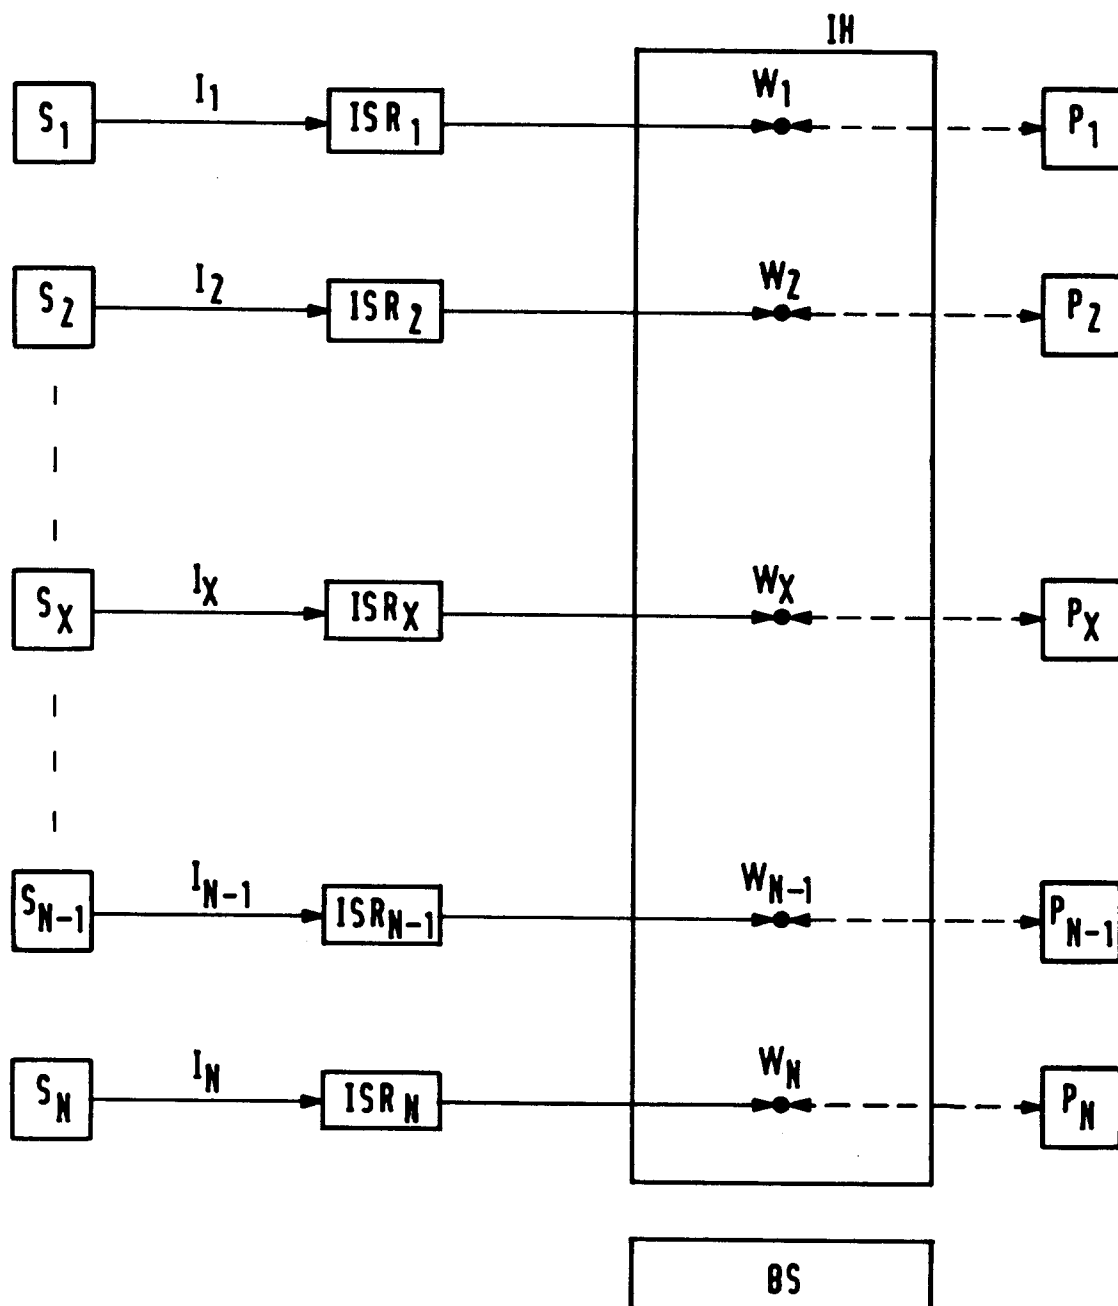 IH
S1 I1 ISR1 W1 P1
S2 I2 ISR2 W2 P2
SX IX ISRX WX PX
SN-1 IN-1 ISRN-1 WN-1 PN-1
SN IN ISRN WN PN
BS